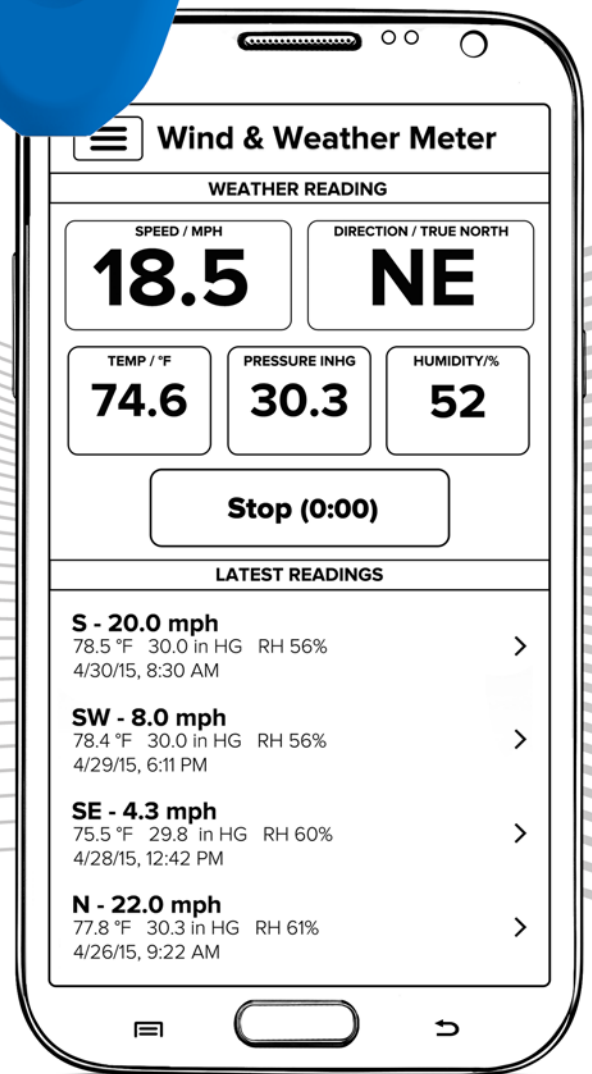 Wind & Weather Meter
WEATHER READING
SPEED / MPH
18.5
DIRECTION / TRUE NORTH
NE
TEMP / °F
74.6
PRESSURE INHG
30.3
HUMIDITY/%
52
Stop (0:00)
LATEST READINGS
S - 20.0 mph
78.5 °F 30.0 in HG RH 56%
4/30/15, 8:30 AM
SW - 8.0 mph
78.4 °F 30.0 in HG RH 56%
4/29/15, 6:11 PM
SE - 4.3 mph
75.5 °F 29.8 in HG RH 60%
4/28/15, 12:42 PM
N - 22.0 mph
77.8 °F 30.3 in HG RH 61%
4/26/15, 9:22 AM